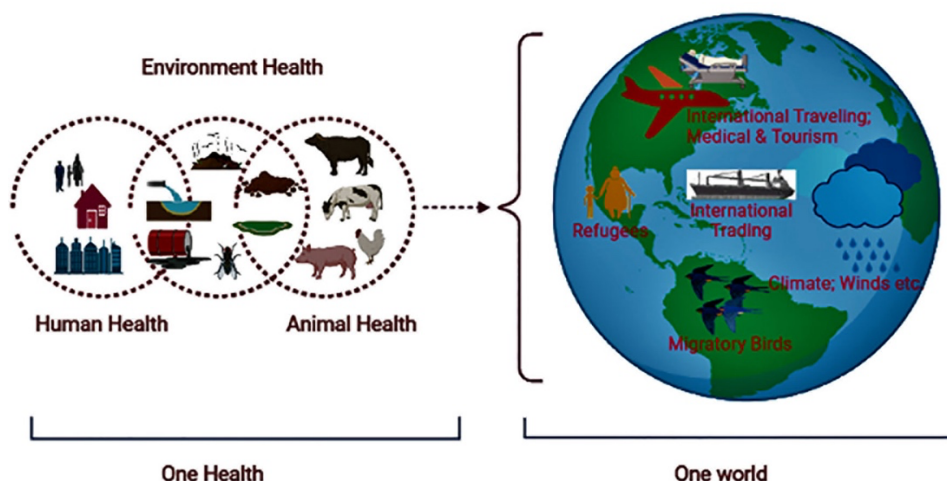 Environment Health
Human Health
Animal Health
One Health
International Traveling;
Medical & Tourism
Refugees
International
Trading
Climate; Winds etc.
Migratory Birds
One world